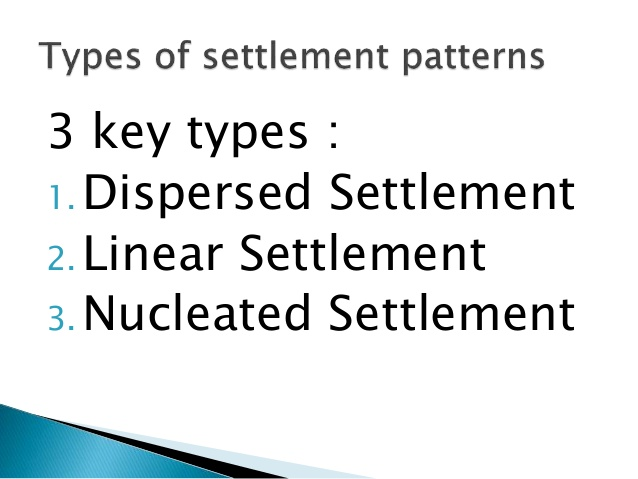 Types of settlement patterns
3 key types :
1. Dispersed Settlement
2. Linear Settlement
3. Nucleated Settlement